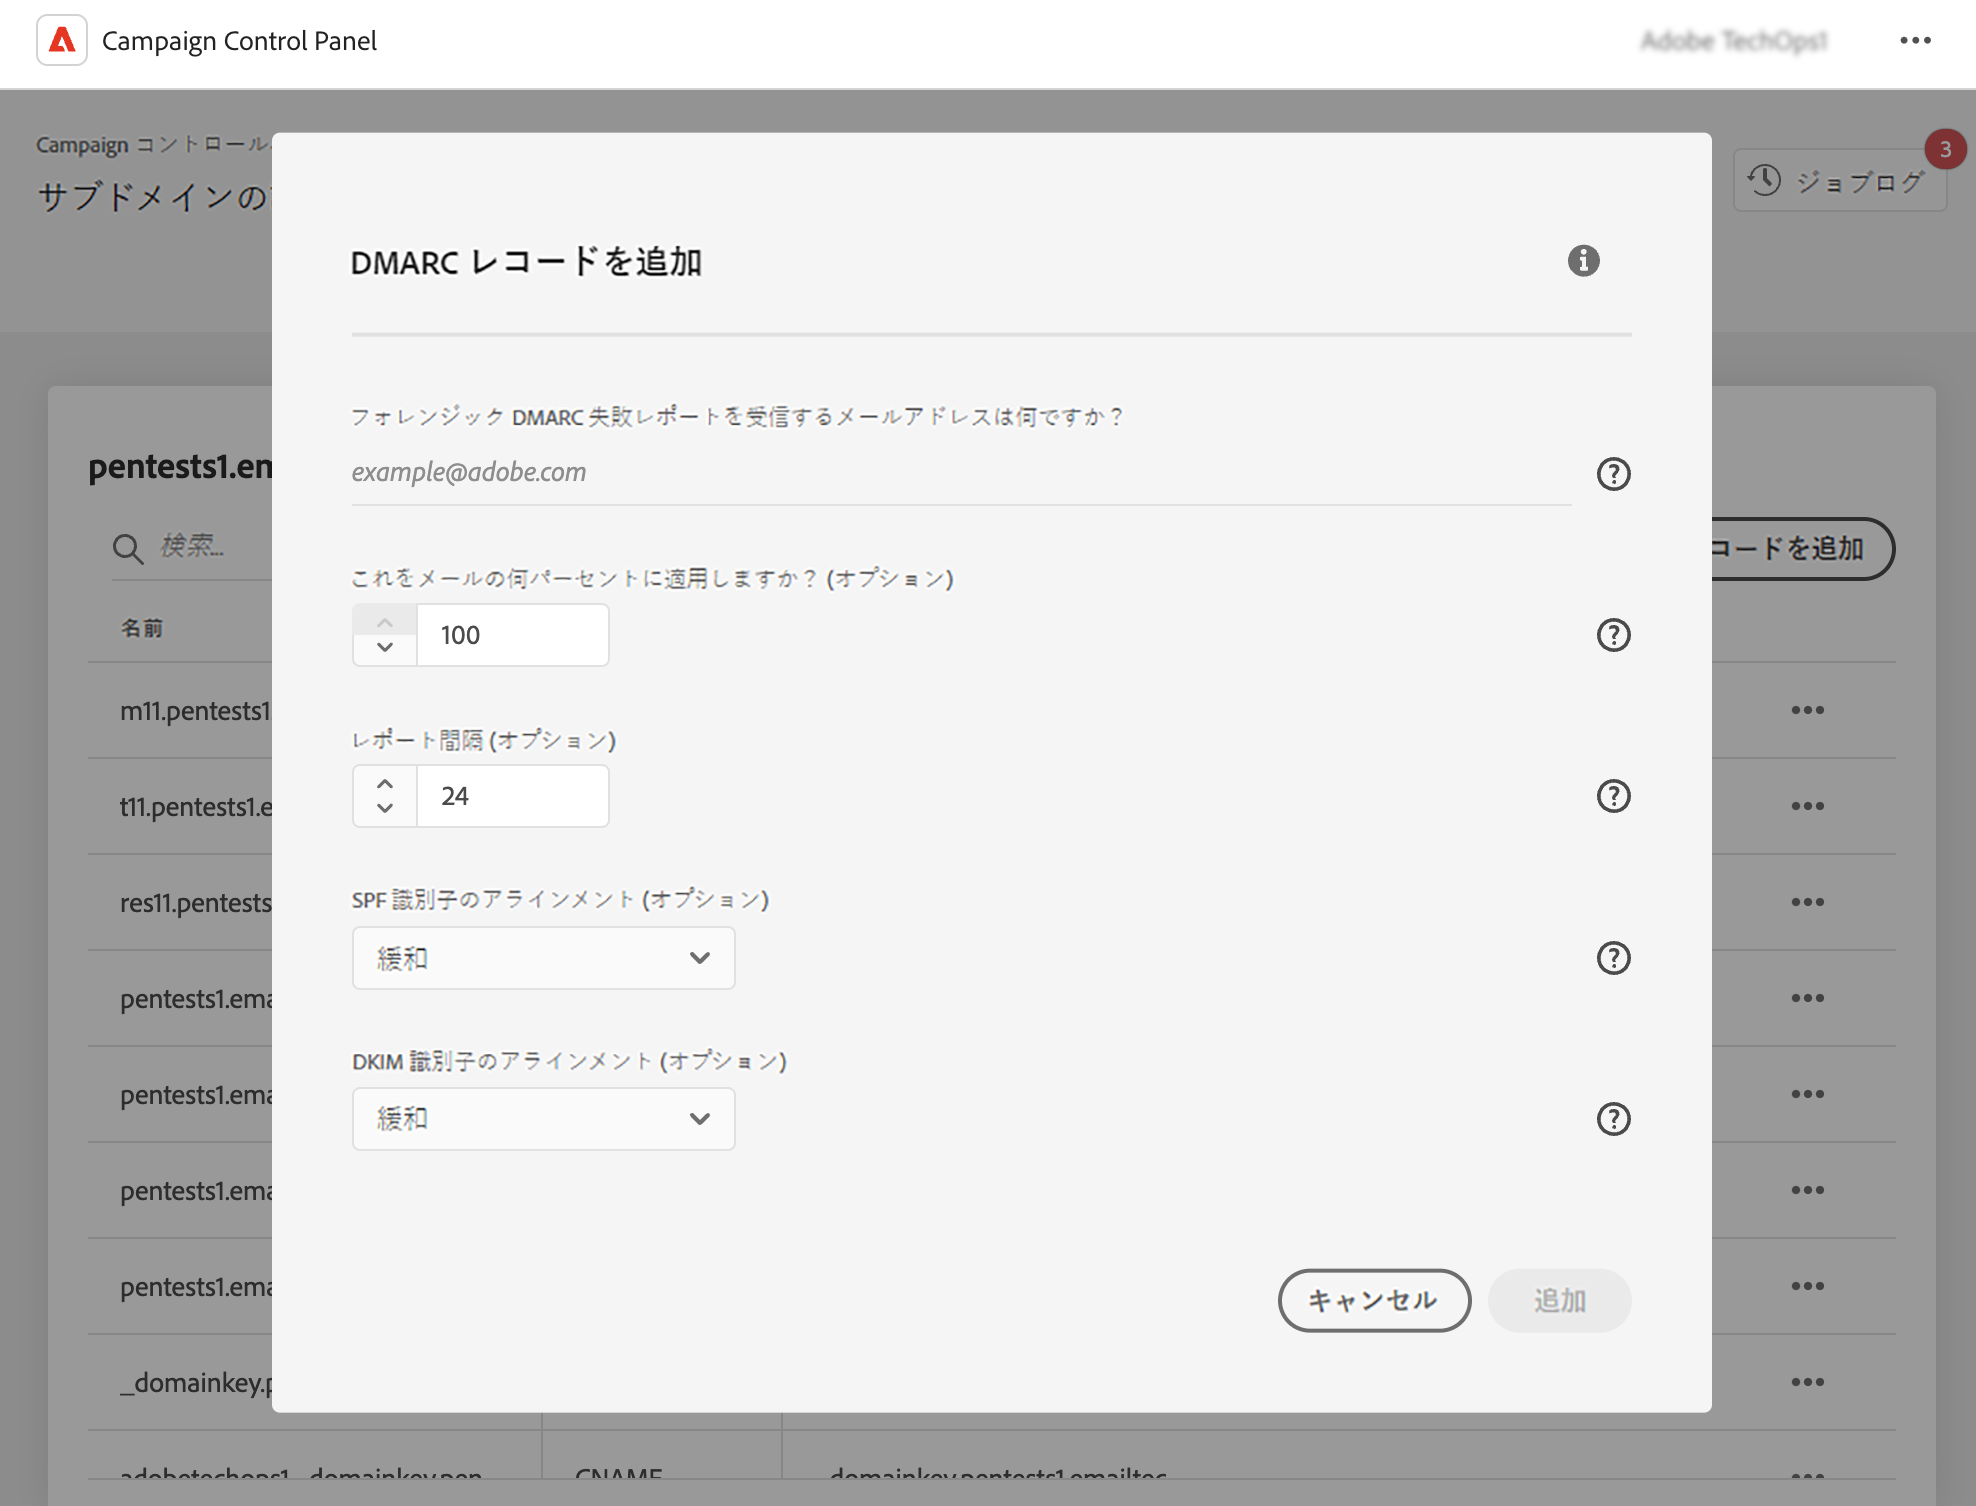 Campaign Control Panel
Adobe TechOps1
Campaign コントロール
サブドメインの
ジョブログ
3
DMARC レコードを追加
フォレンジック DMARC 失敗レポートを受信するメールアドレスは何ですか？
example@adobe.com
pentests1.em
検索...
コードを追加
これをメールの何パーセントに適用しますか？ (オプション)
100
名前
m11.pentests1
レポート間隔 (オプション)
24
t11.pentests1.e
SPF 識別子のアラインメント (オプション)
res11.pentests
緩和
pentests1.ema
DKIM 識別子のアラインメント (オプション)
緩和
pentests1.ema
pentests1.ema
pentests1.ema
キャンセル
追加
_domainkey.p
adobetechops1._domainkey.pen
CNAME
_domainkey.pentests1.emailtec